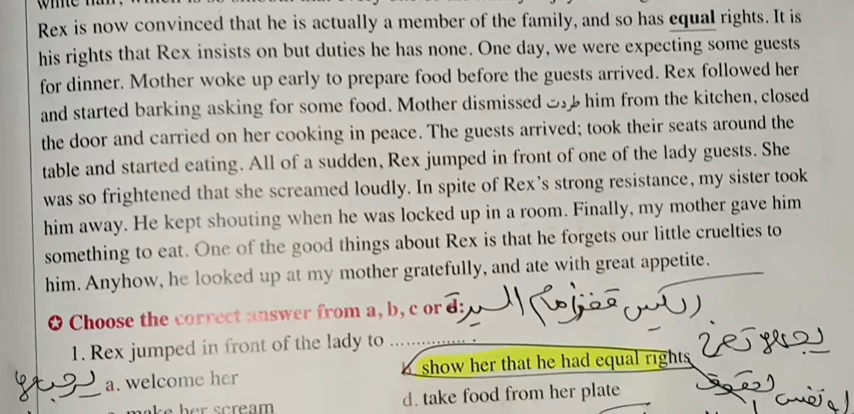 Rex is now convinced that he is actually a member of the family, and so has equal rights. It is
his rights that Rex insists on but duties he has none. One day, we were expecting some guests
for dinner. Mother woke up early to prepare food before the guests arrived. Rex followed her
and started barking asking for some food. Mother dismissed طردت him from the kitchen, closed
the door and carried on her cooking in peace. The guests arrived; took their seats around the
table and started eating. All of a sudden, Rex jumped in front of one of the lady guests. She
was so frightened that she screamed loudly. In spite of Rex's strong resistance, my sister took
him away. He kept shouting when he was locked up in a room. Finally, my mother gave him
something to eat. One of the good things about Rex is that he forgets our little cruelties to
him. Anyhow, he looked up at my mother gratefully, and ate with great appetite.
✪ Choose the correct answer from a, b, c or d:
ريكس قفز أمام
1. Rex jumped in front of the lady to ............... .
a. welcome her
show her that he had equal rights
make her scream
d. take food from her plate